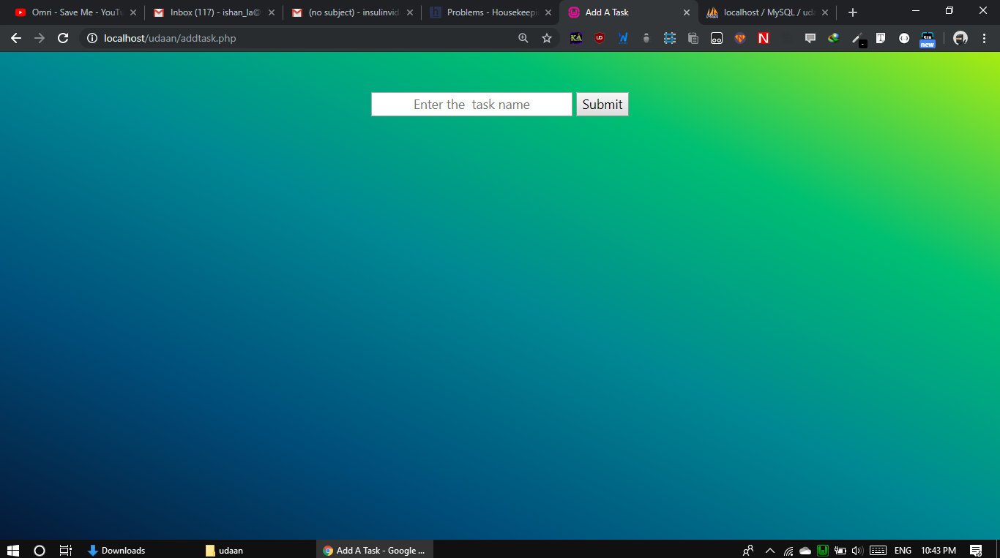 Omri - Save Me - YouTu
Inbox (117) - ishan_la@
(no subject) - insulinvid
Problems - Housekeepi
Add A Task
localhost / MySQL / uda
localhost/udaan/addtask.php
KA
UD
W
N
T
new
Enter the  task name
Submit
Downloads
udaan
Add A Task - Google ...
ENG
10:43 PM